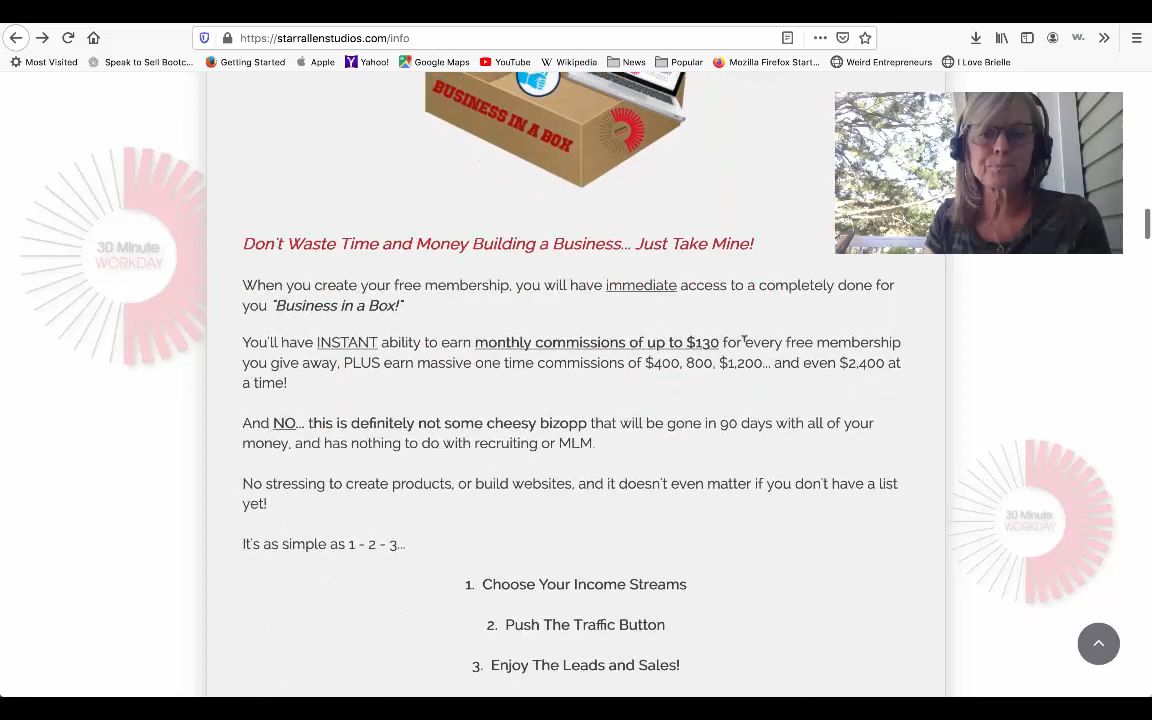 https://starrallenstudios.com/info
w.
Most Visited
Speak to Sell Bootc...
Getting Started
Apple
Yahoo!
Google Maps
YouTube
Wikipedia
News
Popular
Mozilla Firefox Start...
Weird Entrepreneurs
I Love Brielle
BUSINESS IN A BOX
30 Minute
WORKDAY
Don't Waste Time and Money Building a Business... Just Take Mine!
When you create your free membership, you will have immediate access to a completely done for
you "Business in a Box!"
You'll have INSTANT ability to earn monthly commissions of up to $130 for every free membership
you give away, PLUS earn massive one time commissions of $400, 800, $1,200... and even $2,400 at
a time!
And NO... this is definitely not some cheesy bizopp that will be gone in 90 days with all of your
money, and has nothing to do with recruiting or MLM.
No stressing to create products, or build websites, and it doesn't even matter if you don't have a list
yet!
It's as simple as 1 - 2 - 3...
1. Choose Your Income Streams
2. Push The Traffic Button
3. Enjoy The Leads and Sales!
30 Minute
WORKDAY